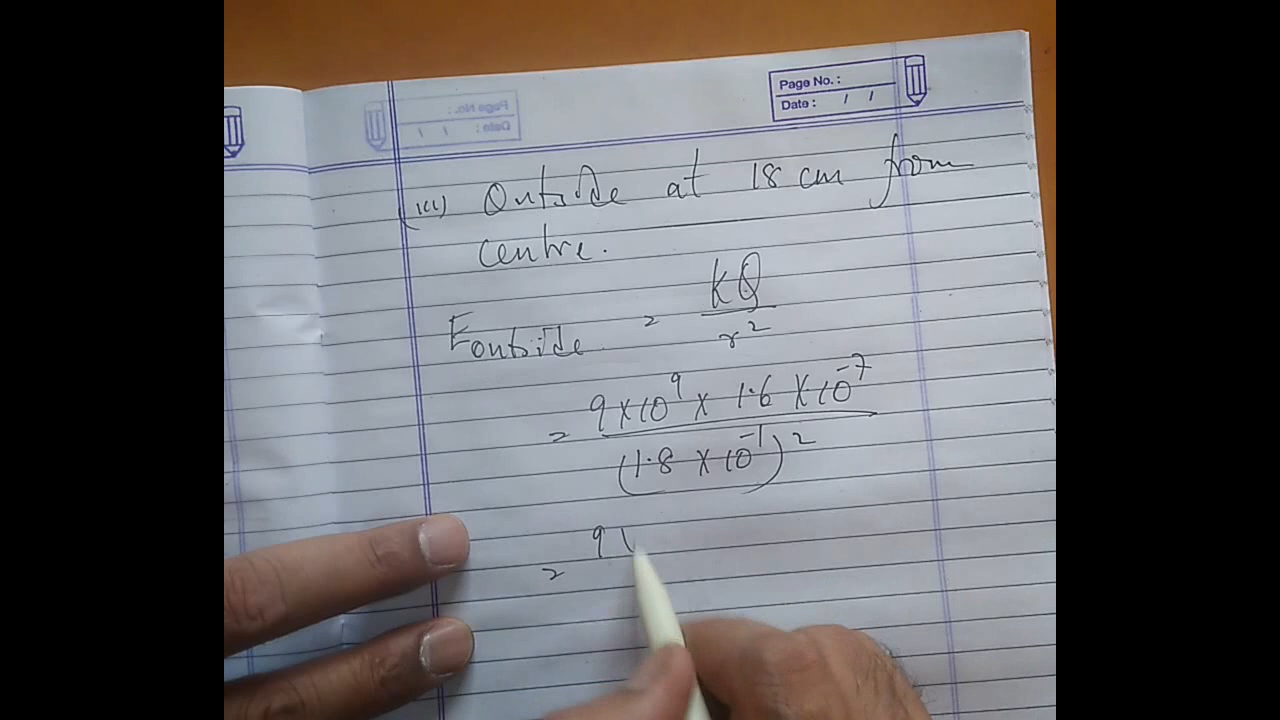 Page No. :
Date : / /
(iii) Outside at 18 cm from
centre.
Eoutside = kQ / r²
= 9 × 10⁹ × 1.6 × 10⁻⁷ / (1.8 × 10⁻¹)²
= 9